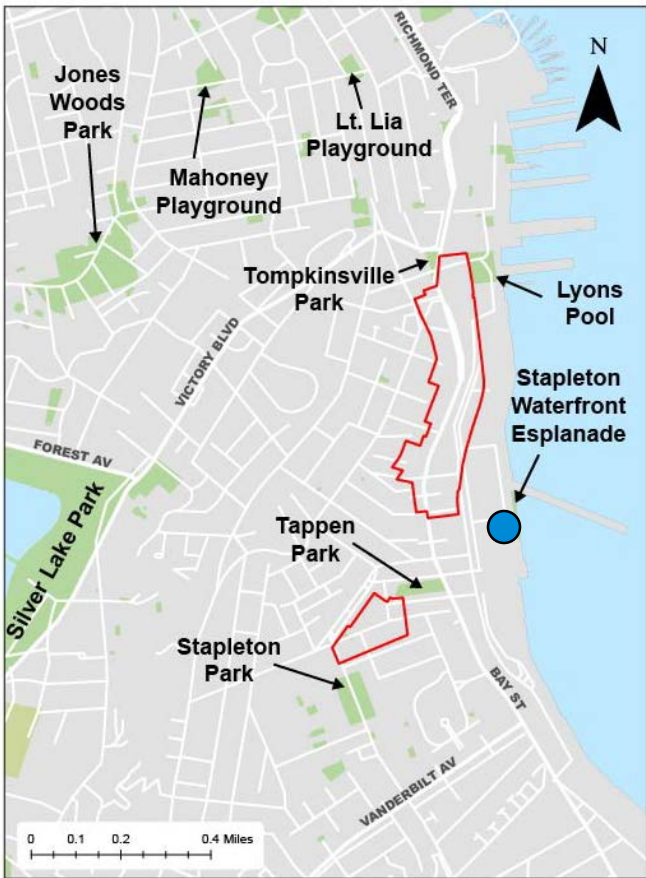 RICHMOND TER
N
Jones
Woods
Park
Lt. Lia
Playground
Mahoney
Playground
Tompkinsville
Park
Lyons
Pool
VICTORY BLVD
Stapleton
Waterfront
Esplanade
FOREST AV
Silver Lake Park
Tappen
Park
Stapleton
Park
BAY ST
VANDERBILT AV
0 0.1 0.2 0.4 Miles